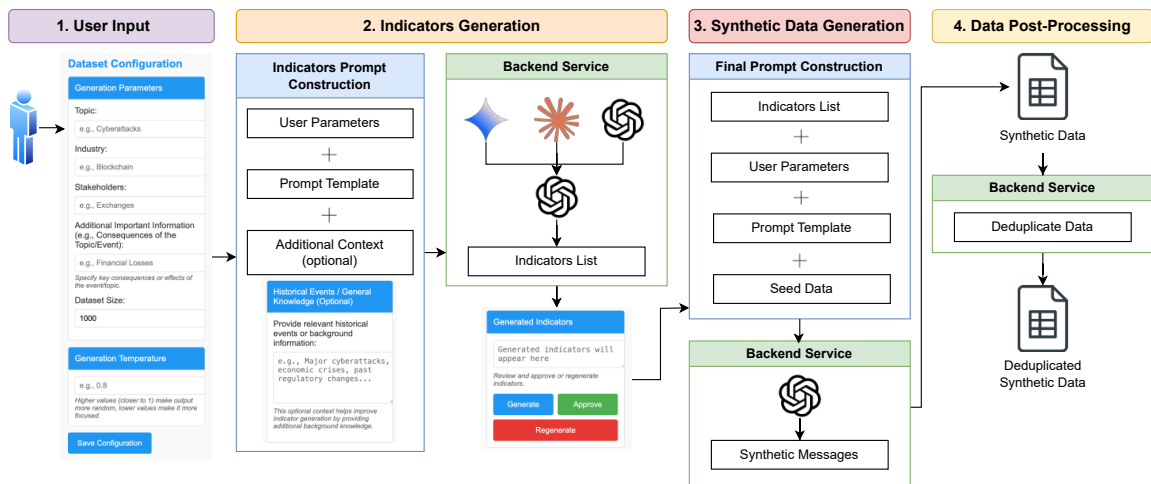 1. User Input
2. Indicators Generation
3. Synthetic Data Generation
4. Data Post-Processing
Dataset Configuration
Generation Parameters
Topic:
e.g., Cyberattacks
Industry:
e.g., Blockchain
Stakeholders:
e.g., Exchanges
Additional Important Information
(e.g., Consequences of the
Topic/Event):
e.g., Financial Losses
Specify key consequences or effects of
the event/topic.
Dataset Size:
1000
Generation Temperature
e.g., 0.8
Higher values (closer to 1) make output
more random, lower values make it more
focused.
Save Configuration
Indicators Prompt
Construction
User Parameters
+
Prompt Template
+
Additional Context
(optional)
Historical Events / General
Knowledge (Optional)
Provide relevant historical
events or background
information:
e.g., Major cyberattacks,
economic crises, past
regulatory changes...
This optional context helps improve
indicator generation by providing
additional background knowledge.
Backend Service
Indicators List
Generated Indicators
Generated indicators will
appear here
Review and approve or regenerate
indicators.
Generate
Approve
Regenerate
Final Prompt Construction
Indicators List
+
User Parameters
+
Prompt Template
+
Seed Data
Backend Service
Synthetic Messages
Synthetic Data
Backend Service
Deduplicate Data
Deduplicated
Synthetic Data